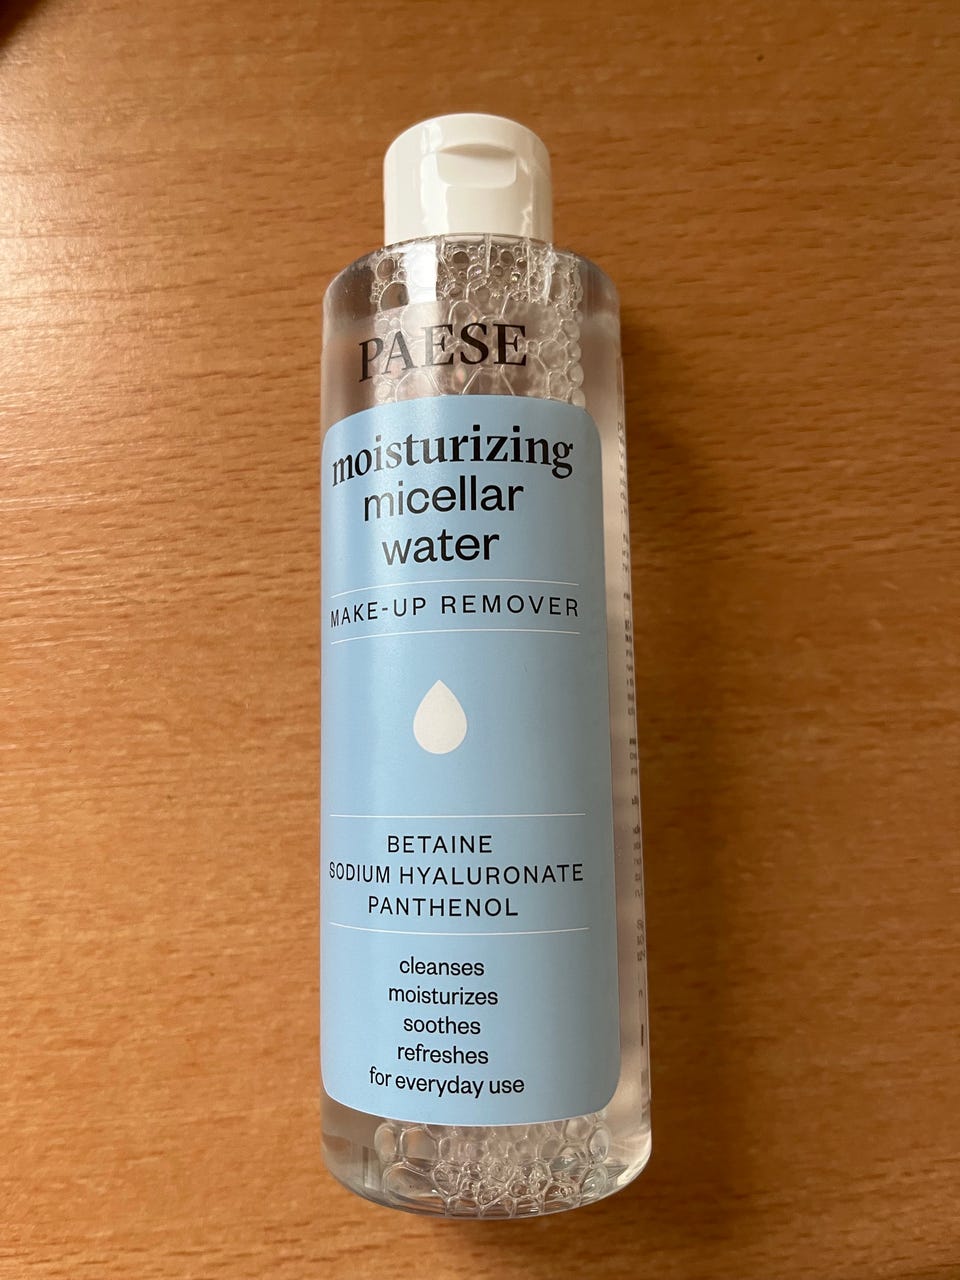 PAESE
moisturizing
micellar
water
MAKE-UP REMOVER
BETAINE
SODIUM HYALURONATE
PANTHENOL
cleanses
moisturizes
soothes
refreshes
for everyday use